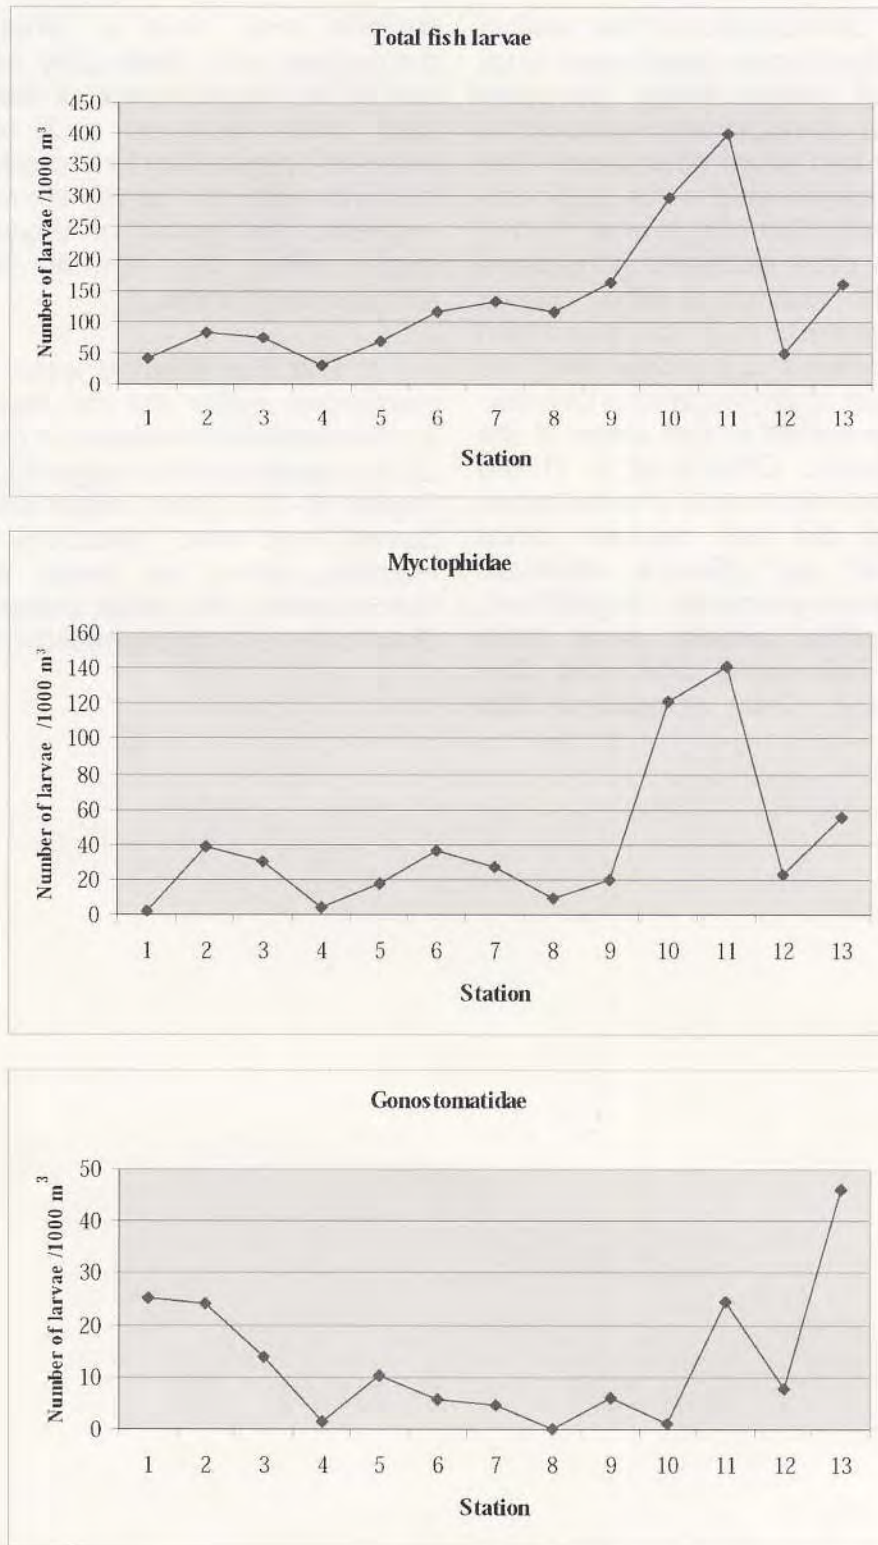 Total fish larvae
Number of larvae /1000 m³
450
400
350
300
250
200
150
100
50
0
1 2 3 4 5 6 7 8 9 10 11 12 13
Station
Myctophidae
Number of larvae /1000 m³
160
140
120
100
80
60
40
20
0
1 2 3 4 5 6 7 8 9 10 11 12 13
Station
Gonostomatidae
Number of larvae /1000 m³
50
40
30
20
10
0
1 2 3 4 5 6 7 8 9 10 11 12 13
Station